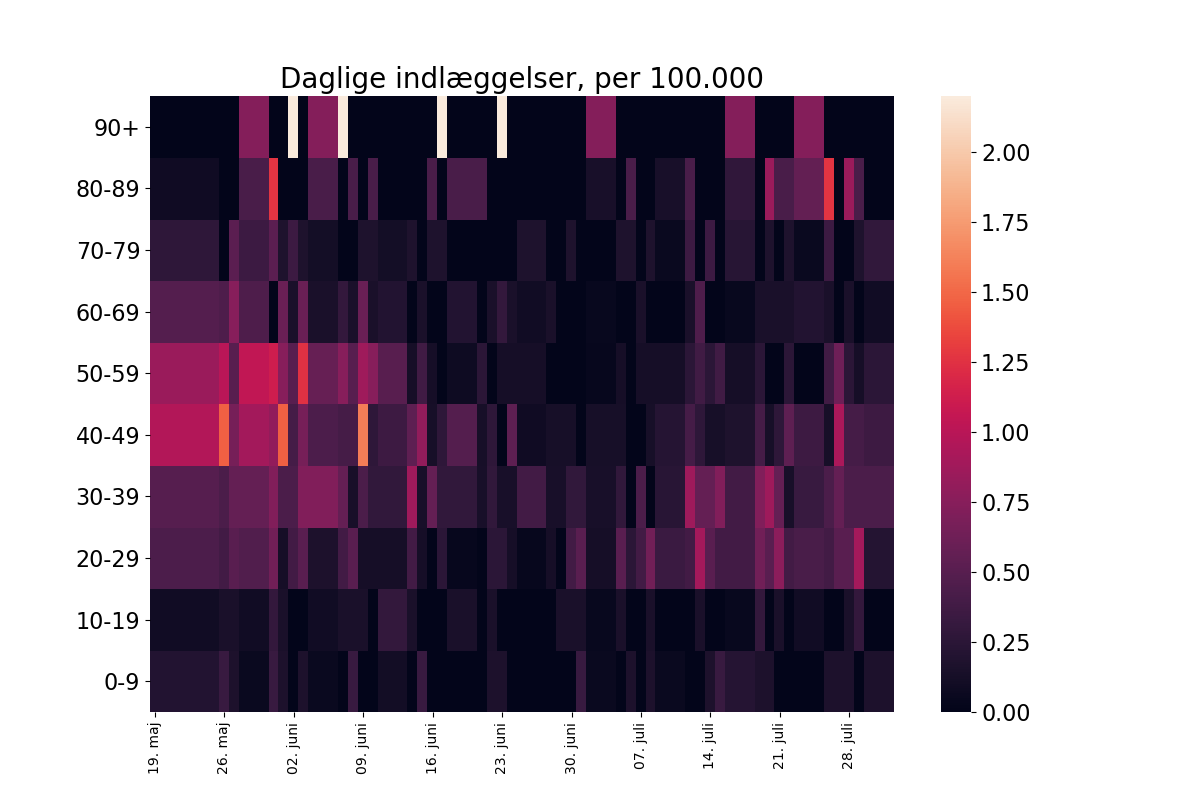 Daglige indlæggelser, per 100.000
90+
80-89
70-79
60-69
50-59
40-49
30-39
20-29
10-19
0-9
19. maj
26. maj
02. juni
09. juni
16. juni
23. juni
30. juni
07. juli
14. juli
21. juli
28. juli
2.00
1.75
1.50
1.25
1.00
0.75
0.50
0.25
0.00